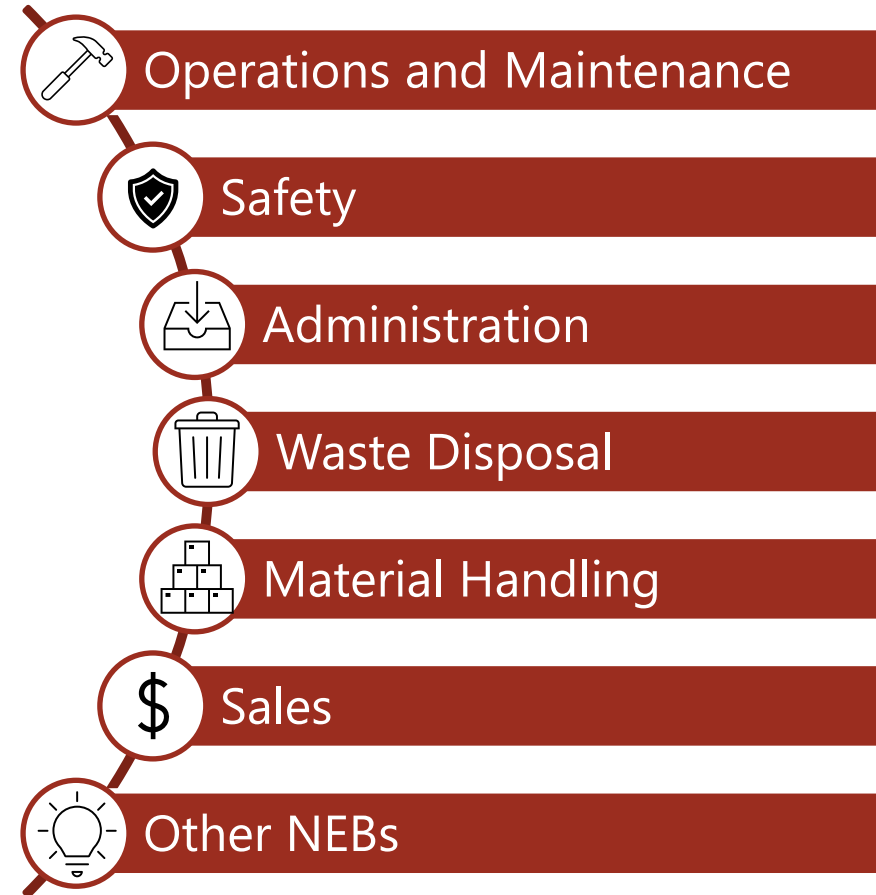 Operations and Maintenance
Safety
Administration
Waste Disposal
Material Handling
$
Sales
Other NEBs